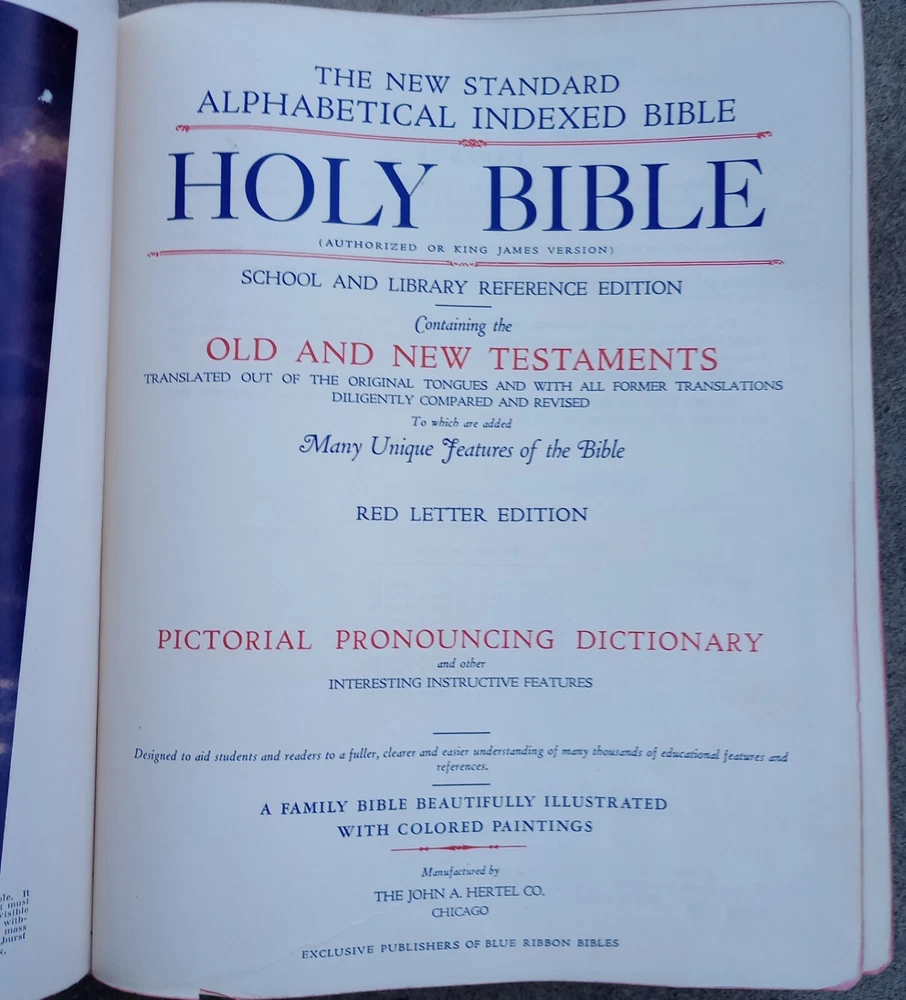 THE NEW STANDARD
ALPHABETICAL INDEXED BIBLE
HOLY BIBLE
(AUTHORIZED OR KING JAMES VERSION)
SCHOOL AND LIBRARY REFERENCE EDITION
Containing the
OLD AND NEW TESTAMENTS
TRANSLATED OUT OF THE ORIGINAL TONGUES AND WITH ALL FORMER TRANSLATIONS
DILIGENTLY COMPARED AND REVISED
To which are added
Many Unique Features of the Bible
RED LETTER EDITION
PICTORIAL PRONOUNCING DICTIONARY
and other
INTERESTING INSTRUCTIVE FEATURES
Designed to aid students and readers to a fuller, clearer and easier understanding of many thousands of educational features and
references.
A FAMILY BIBLE BEAUTIFULLY ILLUSTRATED
WITH COLORED PAINTINGS
Manufactured by
THE JOHN A. HERTEL CO.
CHICAGO
EXCLUSIVE PUBLISHERS OF BLUE RIBBON BIBLES
It
must
with-
mass
burst